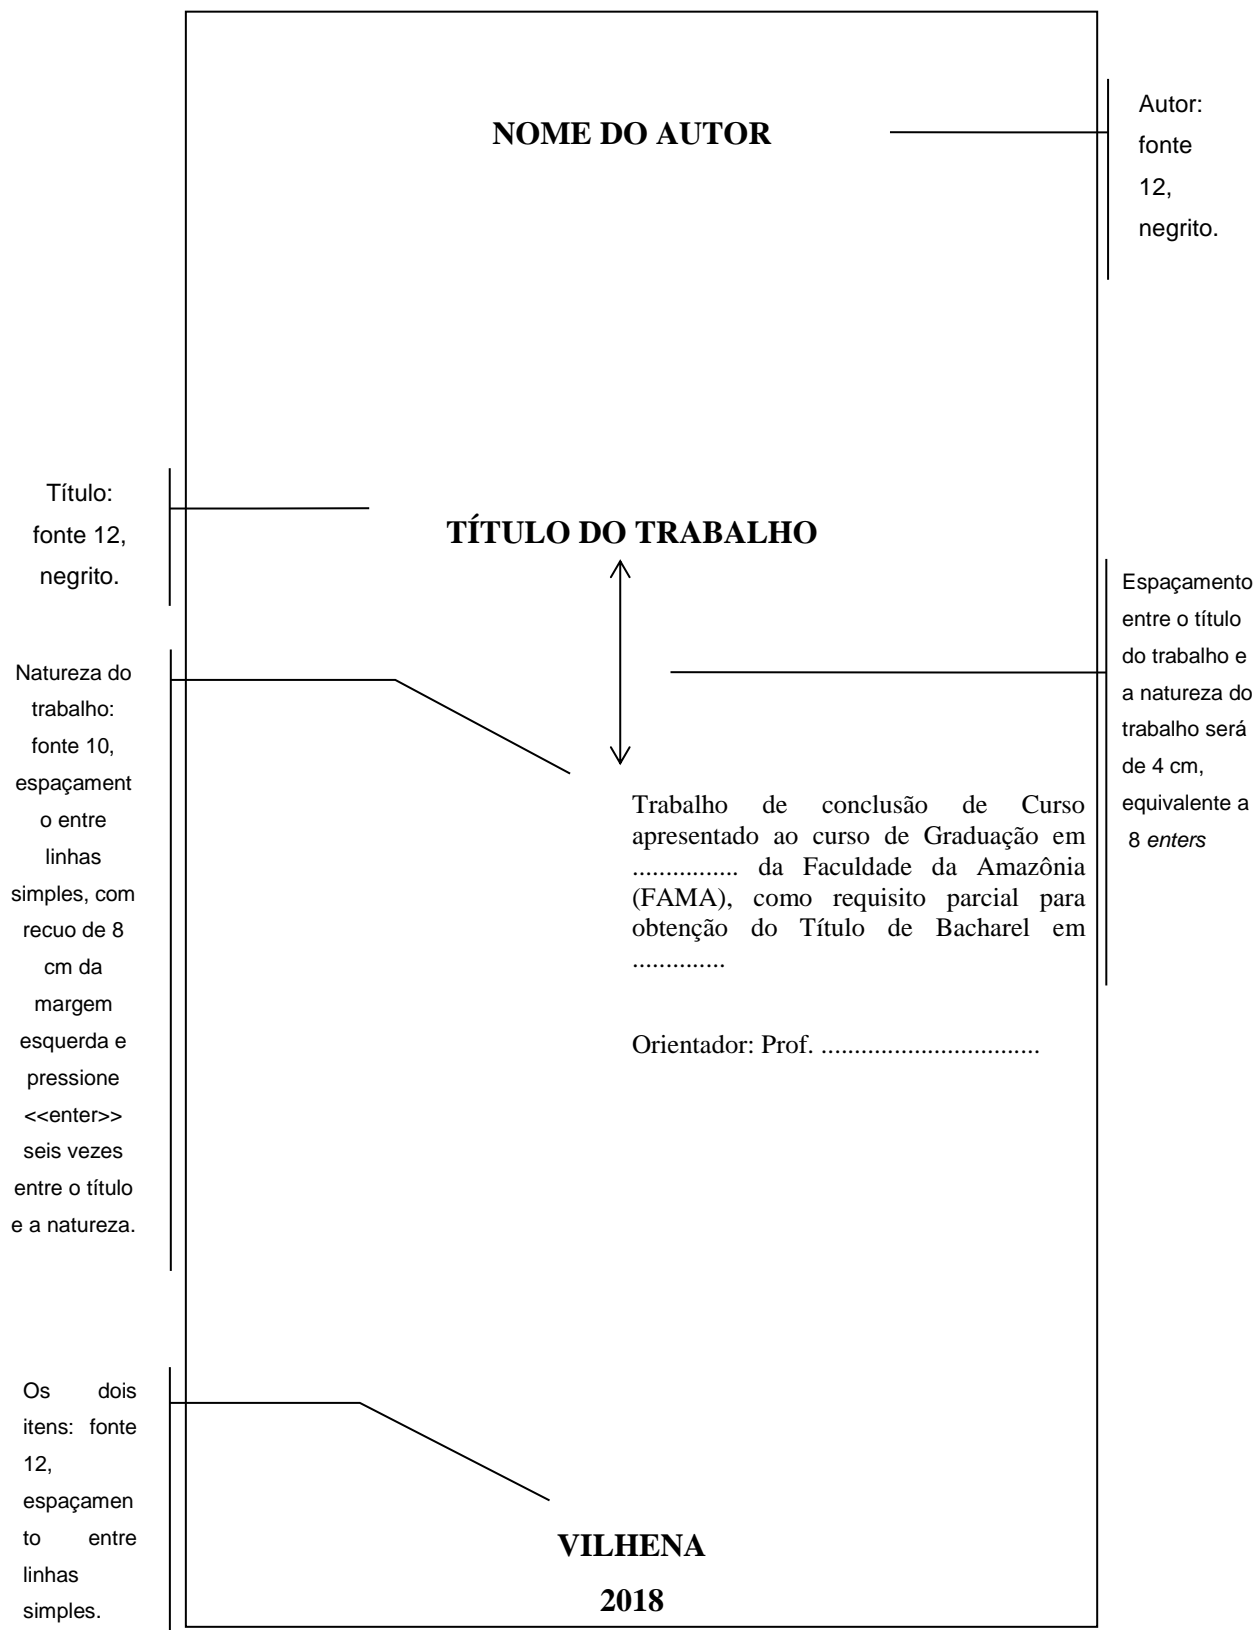 NOME DO AUTOR
Autor:
fonte
12,
negrito.
Título:
fonte 12,
negrito.
TÍTULO DO TRABALHO
Espaçamento
entre o título
do trabalho e
a natureza do
trabalho será
de 4 cm,
equivalente a
8 enters
Natureza do
trabalho:
fonte 10,
espaçament
o entre
linhas
simples, com
recuo de 8
cm da
margem
esquerda e
pressione
<<enter>>
seis vezes
entre o título
e a natureza.
Trabalho de conclusão de Curso
apresentado ao curso de Graduação em
................ da Faculdade da Amazônia
(FAMA), como requisito parcial para
obtenção do Título de Bacharel em
..............
Orientador: Prof. .................................
Os dois
itens: fonte
12,
espaçamen
to entre
linhas
simples.
VILHENA
2018